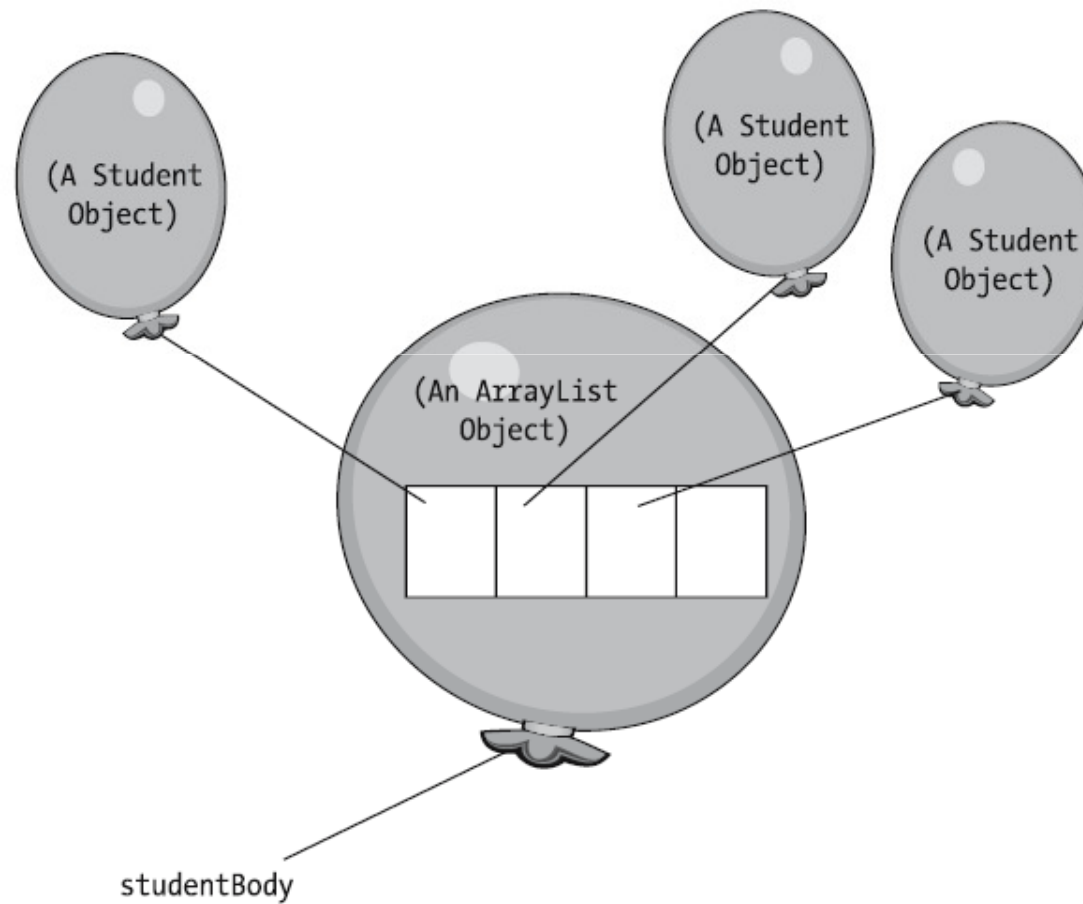 (A Student
Object)
(A Student
Object)
(A Student
Object)
(An ArrayList
Object)
studentBody